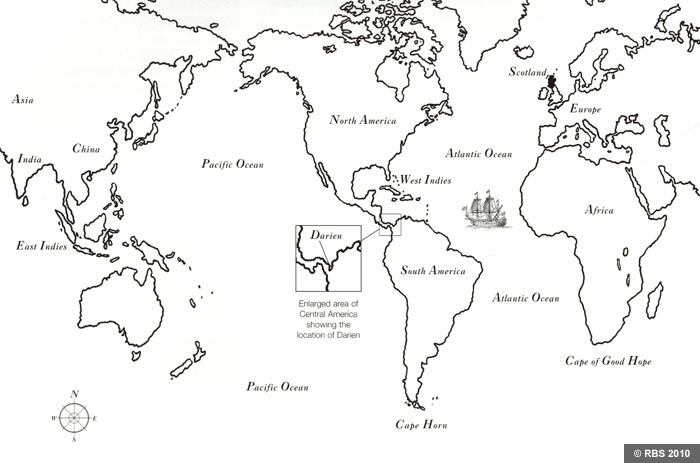 Scotland
Asia
Europe
North America
China
India
Pacific Ocean
Atlantic Ocean
West Indies
Africa
Darien
East Indies
South America
Atlantic Ocean
Enlarged area of
Central America
showing the
location of Darien
Cape of Good Hope
Pacific Ocean
N
W
E
S
Cape Horn
© RBS 2010